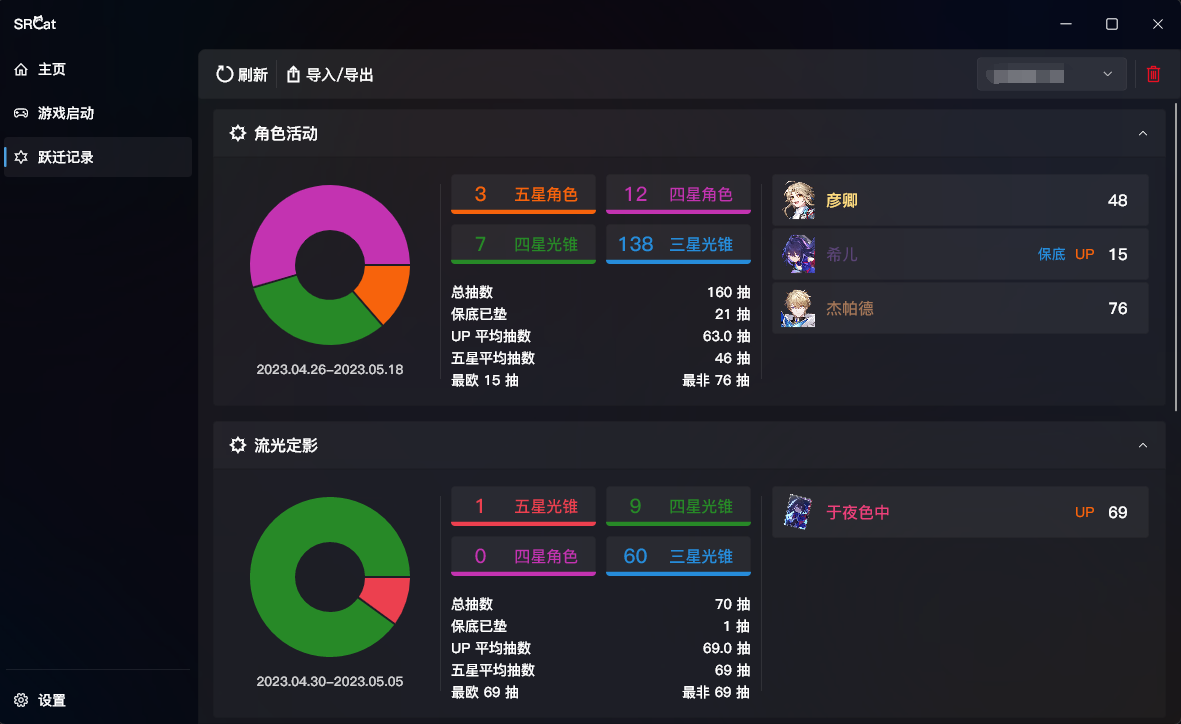 SRCat
主页
游戏启动
跃迁记录
设置
刷新 导入/导出
角色活动
2023.04.26–2023.05.18
3 五星角色
12 四星角色
7 四星光锥
138 三星光锥
总抽数 160 抽
保底已垫 21 抽
UP 平均抽数 63.0 抽
五星平均抽数 46 抽
最欧 15 抽 最非 76 抽
彦卿 48
希儿 保底 UP 15
杰帕德 76
流光定影
2023.04.30–2023.05.05
1 五星光锥
9 四星光锥
0 四星角色
60 三星光锥
总抽数 70 抽
保底已垫 1 抽
UP 平均抽数 69.0 抽
五星平均抽数 69 抽
最欧 69 抽 最非 69 抽
于夜色中 UP 69